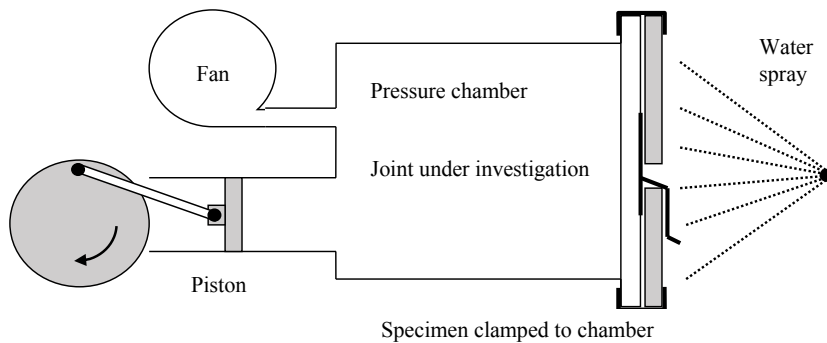 Fan
Water
spray
Pressure chamber
Joint under investigation
Piston
Specimen clamped to chamber